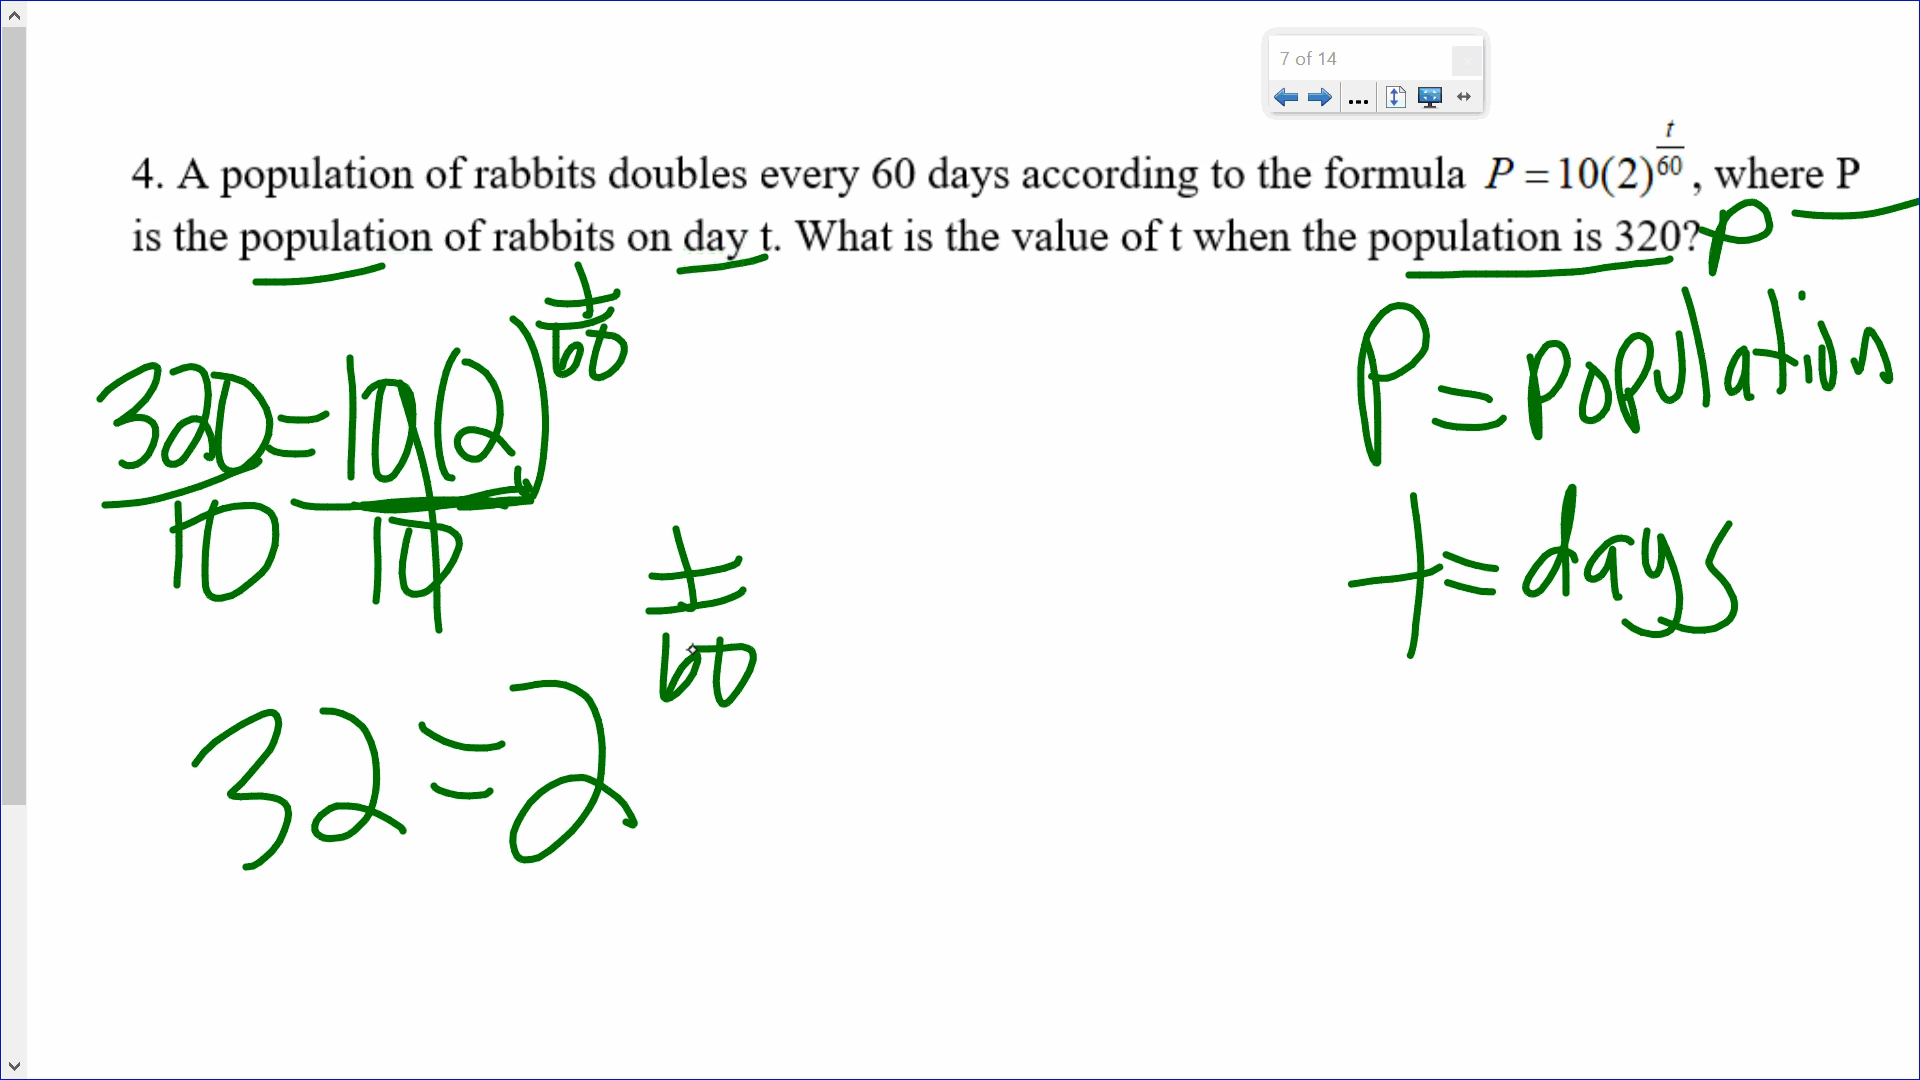 7 of 14
4. A population of rabbits doubles every 60 days according to the formula P = 10(2)^(t/60), where P
is the population of rabbits on day t. What is the value of t when the population is 320? P
320 = 10(2)^(t/60)
10 10
P = population
t = days
32 = 2^(t/60)